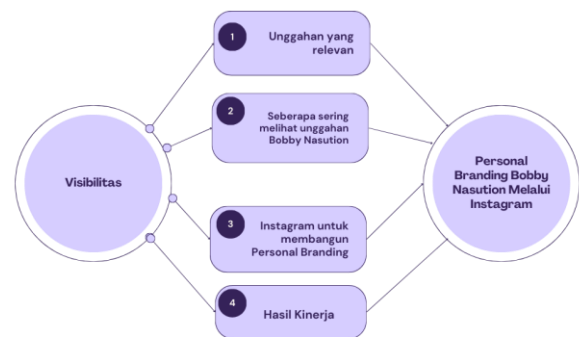 Visibilitas
1
Unggahan yang
relevan
2
Seberapa sering
melihat unggahan
Bobby Nasution
3
Instagram untuk
membangun
Personal Branding
4
Hasil Kinerja
Personal
Branding Bobby
Nasution Melalui
Instagram